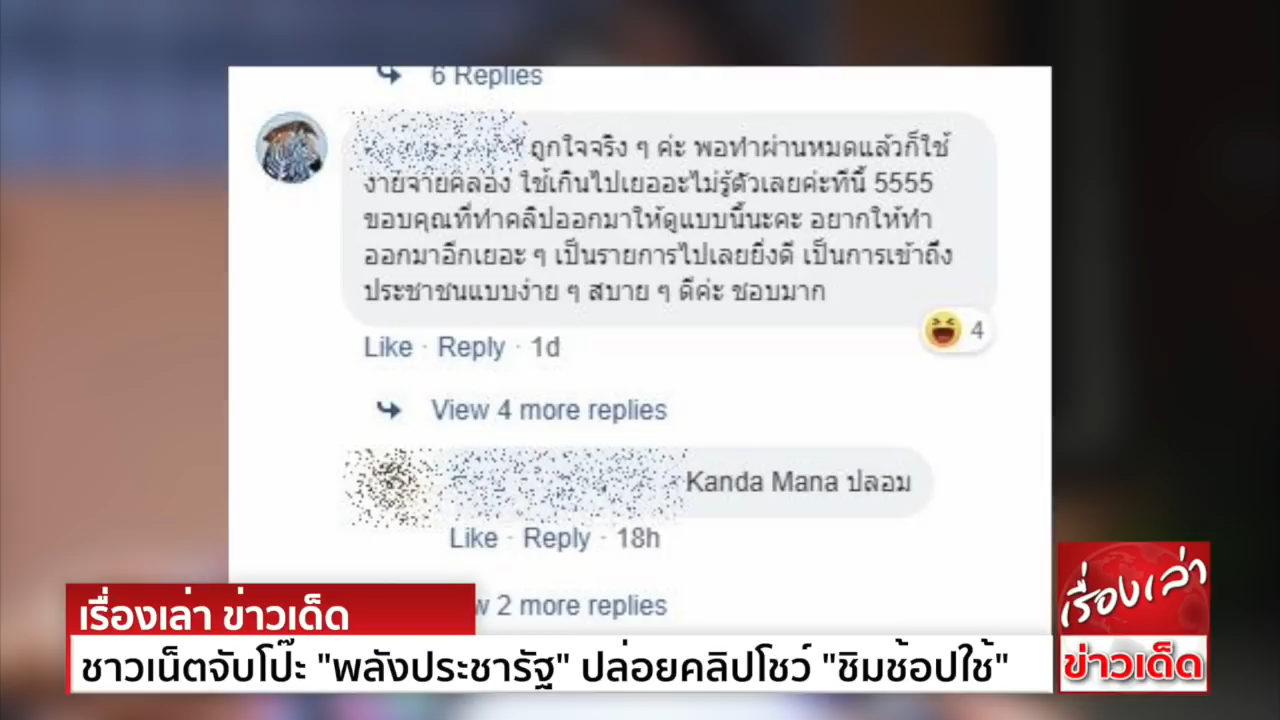 6 Replies
ถูกใจจริง ๆ ค่ะ พอทำผ่านหมดแล้วก็ใช้
ง่ายจ่ายคล่อง ใช้เกินไปเยออะไม่รู้ตัวเลยค่ะทีนี้ 5555
ขอบคุณที่ทำคลิปออกมาให้ดูแบบนี้นะคะ อยากให้ทำ
ออกมาอีกเยอะ ๆ เป็นรายการไปเลยยิ่งดี เป็นการเข้าถึง
ประชาชนแบบง่าย ๆ สบาย ๆ ดีค่ะ ชอบมาก
4
Like · Reply · 1d
View 4 more replies
Kanda Mana ปลอม
Like · Reply · 18h
2 more replies
เรื่องเล่า ข่าวเด็ด
ชาวเน็ตจับโป๊ะ "พลังประชารัฐ" ปล่อยคลิปโชว์ "ชิมช้อปใช้"
เรื่องเล่า
ข่าวเด็ด